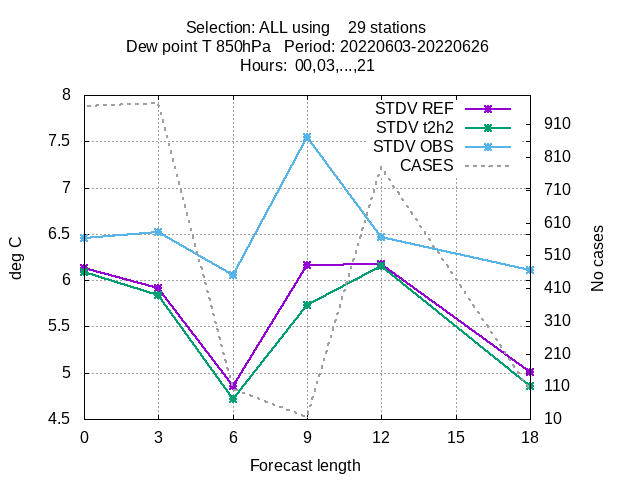 Selection: ALL using 29 stations
Dew point T 850hPa Period: 20220603-20220626
Hours: 00,03,...,21
STDV REF
STDV t2h2
STDV OBS
CASES
8
7.5
7
6.5
6
5.5
5
4.5
deg C
910
810
710
610
510
410
310
210
110
10
No cases
0 3 6 9 12 15 18
Forecast length